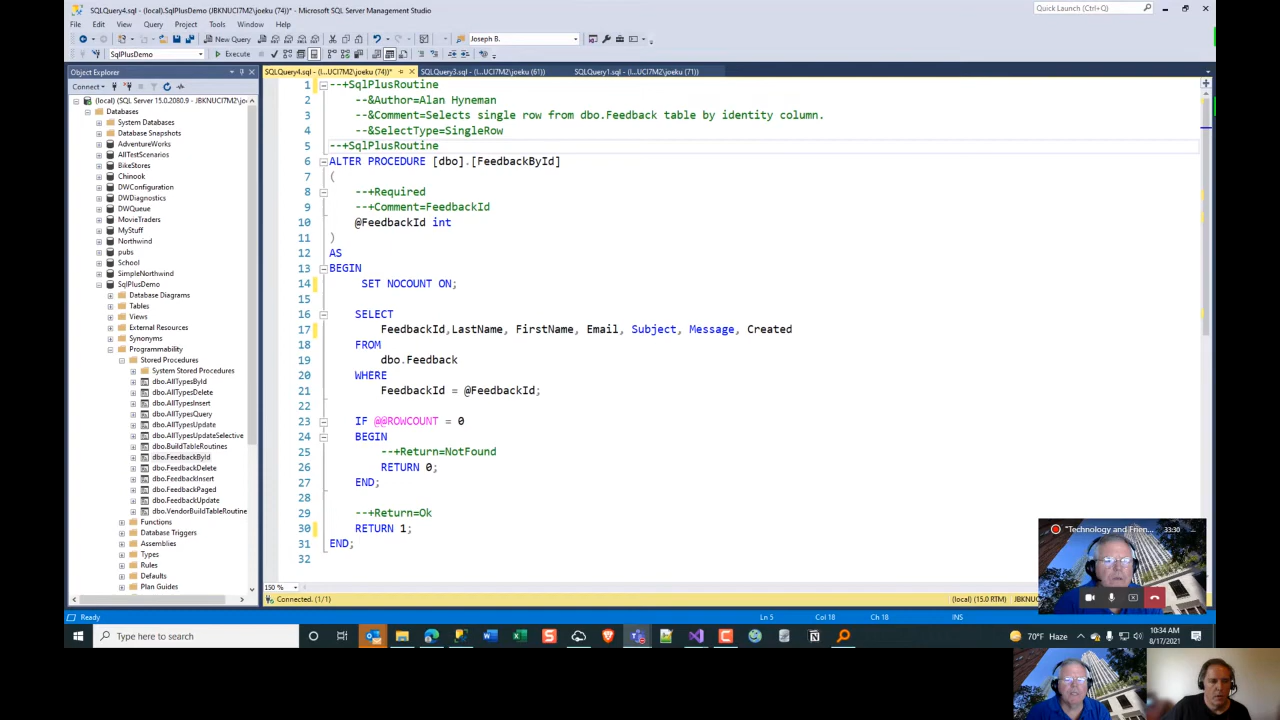 SQLQuery4.sql - (local).SqlPlusDemo (JBKNUCI7M2\joeku (74))* - Microsoft SQL Server Management Studio
Quick Launch (Ctrl+Q)
File Edit View Query Project Tools Window Help
New Query
Joseph B.
SqlPlusDemo
Execute
Object Explorer
SQLQuery4.sql - (l...UCI7M2\joeku (74))*
SQLQuery3.sql - (l...UCI7M2\joeku (61))
SQLQuery1.sql - (l...UCI7M2\joeku (71))
Connect
(local) (SQL Server 15.0.2080.9 - JBKNUCI7M2\joe
Databases
System Databases
Database Snapshots
AdventureWorks
AllTestScenarios
BikeStores
Chinook
DWConfiguration
DWDiagnostics
DWQueue
MovieTraders
MyStuff
Northwind
pubs
School
SimpleNorthwind
SqlPlusDemo
Database Diagrams
Tables
Views
External Resources
Synonyms
Programmability
Stored Procedures
System Stored Procedures
dbo.AllTypesById
dbo.AllTypesDelete
dbo.AllTypesInsert
dbo.AllTypesQuery
dbo.AllTypesUpdate
dbo.AllTypesUpdateSelective
dbo.BuildTableRoutines
dbo.FeedbackById
dbo.FeedbackDelete
dbo.FeedbackInsert
dbo.FeedbackPaged
dbo.FeedbackUpdate
dbo.VendorBuildTableRoutine
Functions
Database Triggers
Assemblies
Types
Rules
Defaults
Plan Guides
1 --+SqlPlusRoutine
2 --&Author=Alan Hyneman
3 --&Comment=Selects single row from dbo.Feedback table by identity column.
4 --&SelectType=SingleRow
5 --+SqlPlusRoutine
6 ALTER PROCEDURE [dbo].[FeedbackById]
7 (
8 --+Required
9 --+Comment=FeedbackId
10 @FeedbackId int
11 )
12 AS
13 BEGIN
14 SET NOCOUNT ON;
15
16 SELECT
17 FeedbackId,LastName, FirstName, Email, Subject, Message, Created
18 FROM
19 dbo.Feedback
20 WHERE
21 FeedbackId = @FeedbackId;
22
23 IF @@ROWCOUNT = 0
24 BEGIN
25 --+Return=NotFound
26 RETURN 0;
27 END;
28
29 --+Return=Ok
30 RETURN 1;
31 END;
32
"Technology and Frien...
33:30
150 %
Connected. (1/1)
(local) (15.0 RTM)
Ready
Ln 5
Col 18
Ch 18
INS
Type here to search
70°F Haze
10:34 AM
8/17/2021